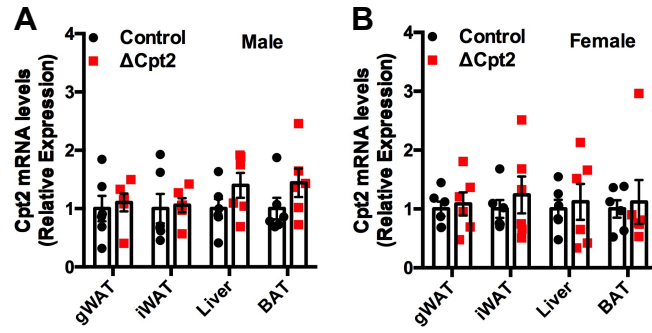 A
Cpt2 mRNA levels
(Relative Expression)
4
3
2
1
0
Control
ΔCpt2
Male
gWAT
iWAT
Liver
BAT
B
Cpt2 mRNA levels
(Relative Expression)
4
3
2
1
0
Control
ΔCpt2
Female
gWAT
iWAT
Liver
BAT